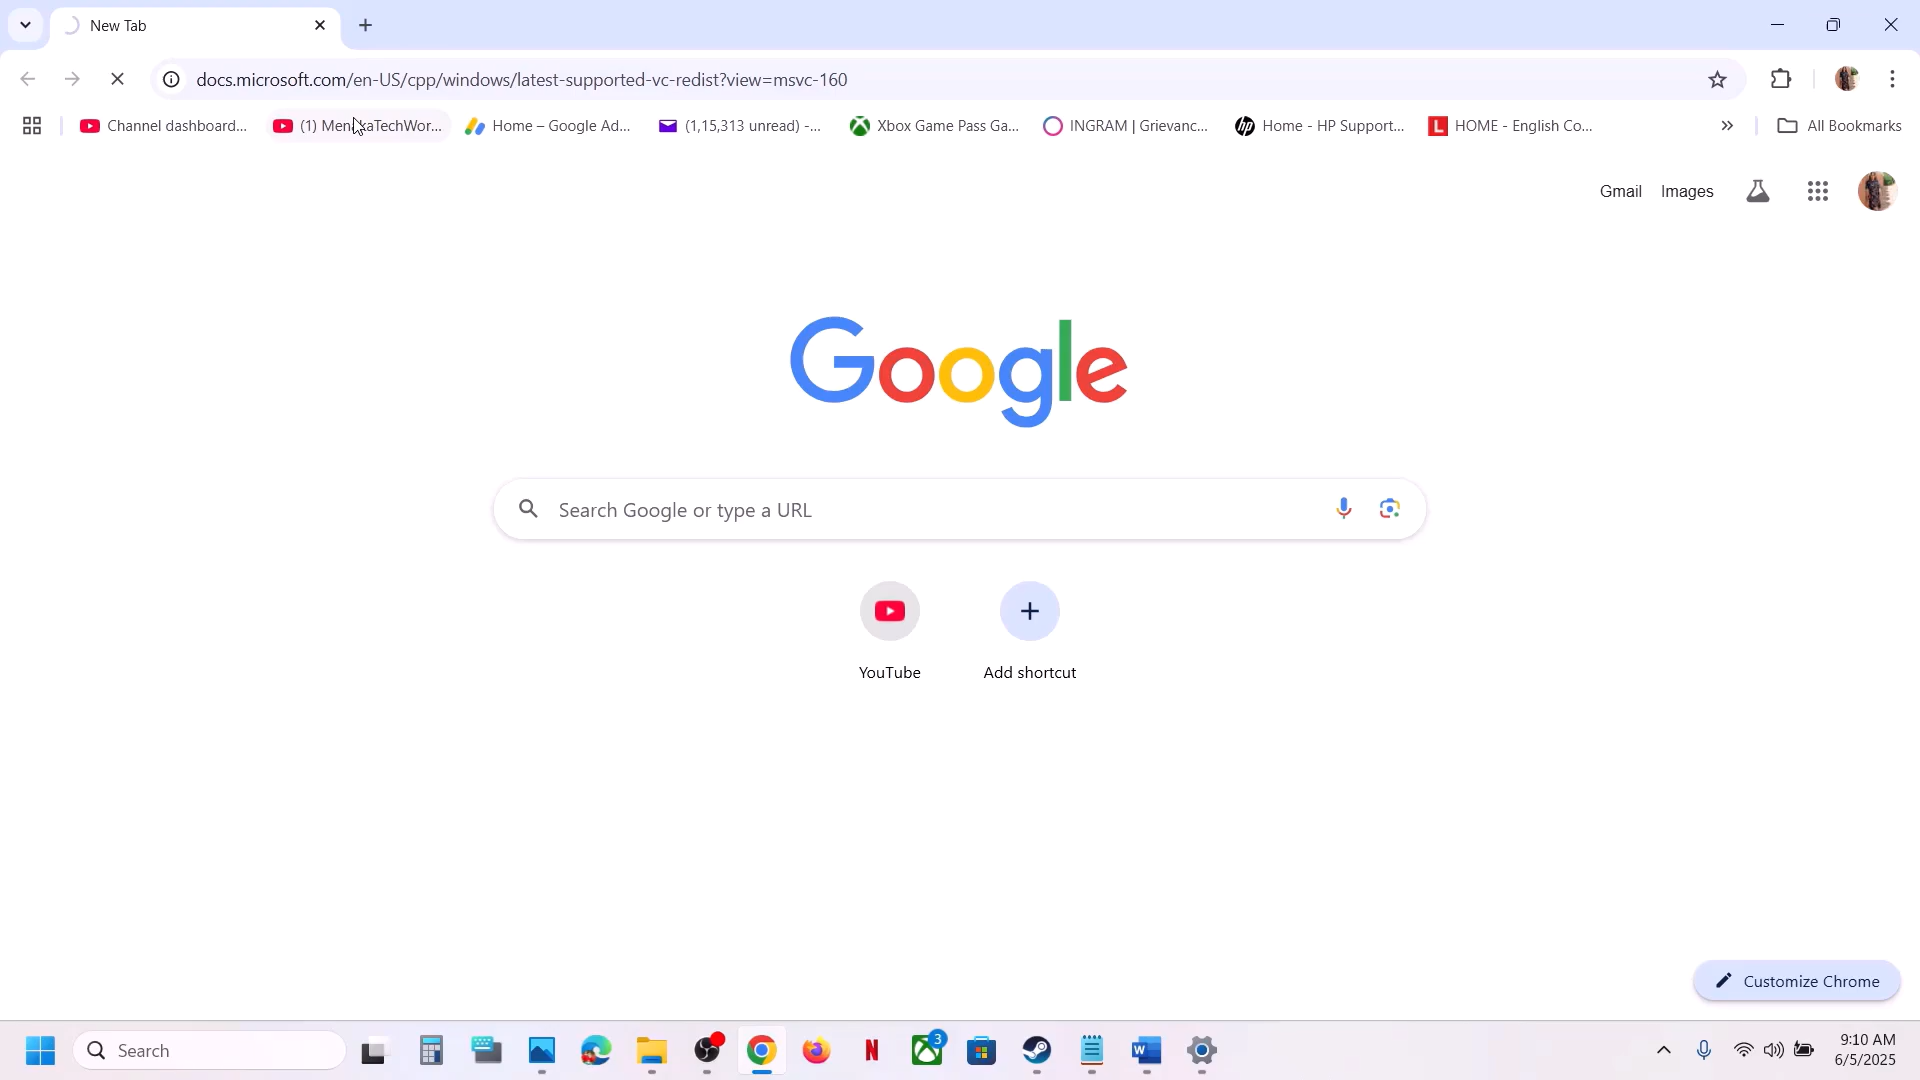 New Tab
docs.microsoft.com/en-US/cpp/windows/latest-supported-vc-redist?view=msvc-160
Channel dashboard...
(1) MenukaTechWor...
Home – Google Ad...
(1,15,313 unread) -...
Xbox Game Pass Ga...
INGRAM | Grievanc...
Home - HP Support...
HOME - English Co...
All Bookmarks
Gmail
Images
Google
Search Google or type a URL
YouTube
Add shortcut
Customize Chrome
Search
3
9:10 AM
6/5/2025